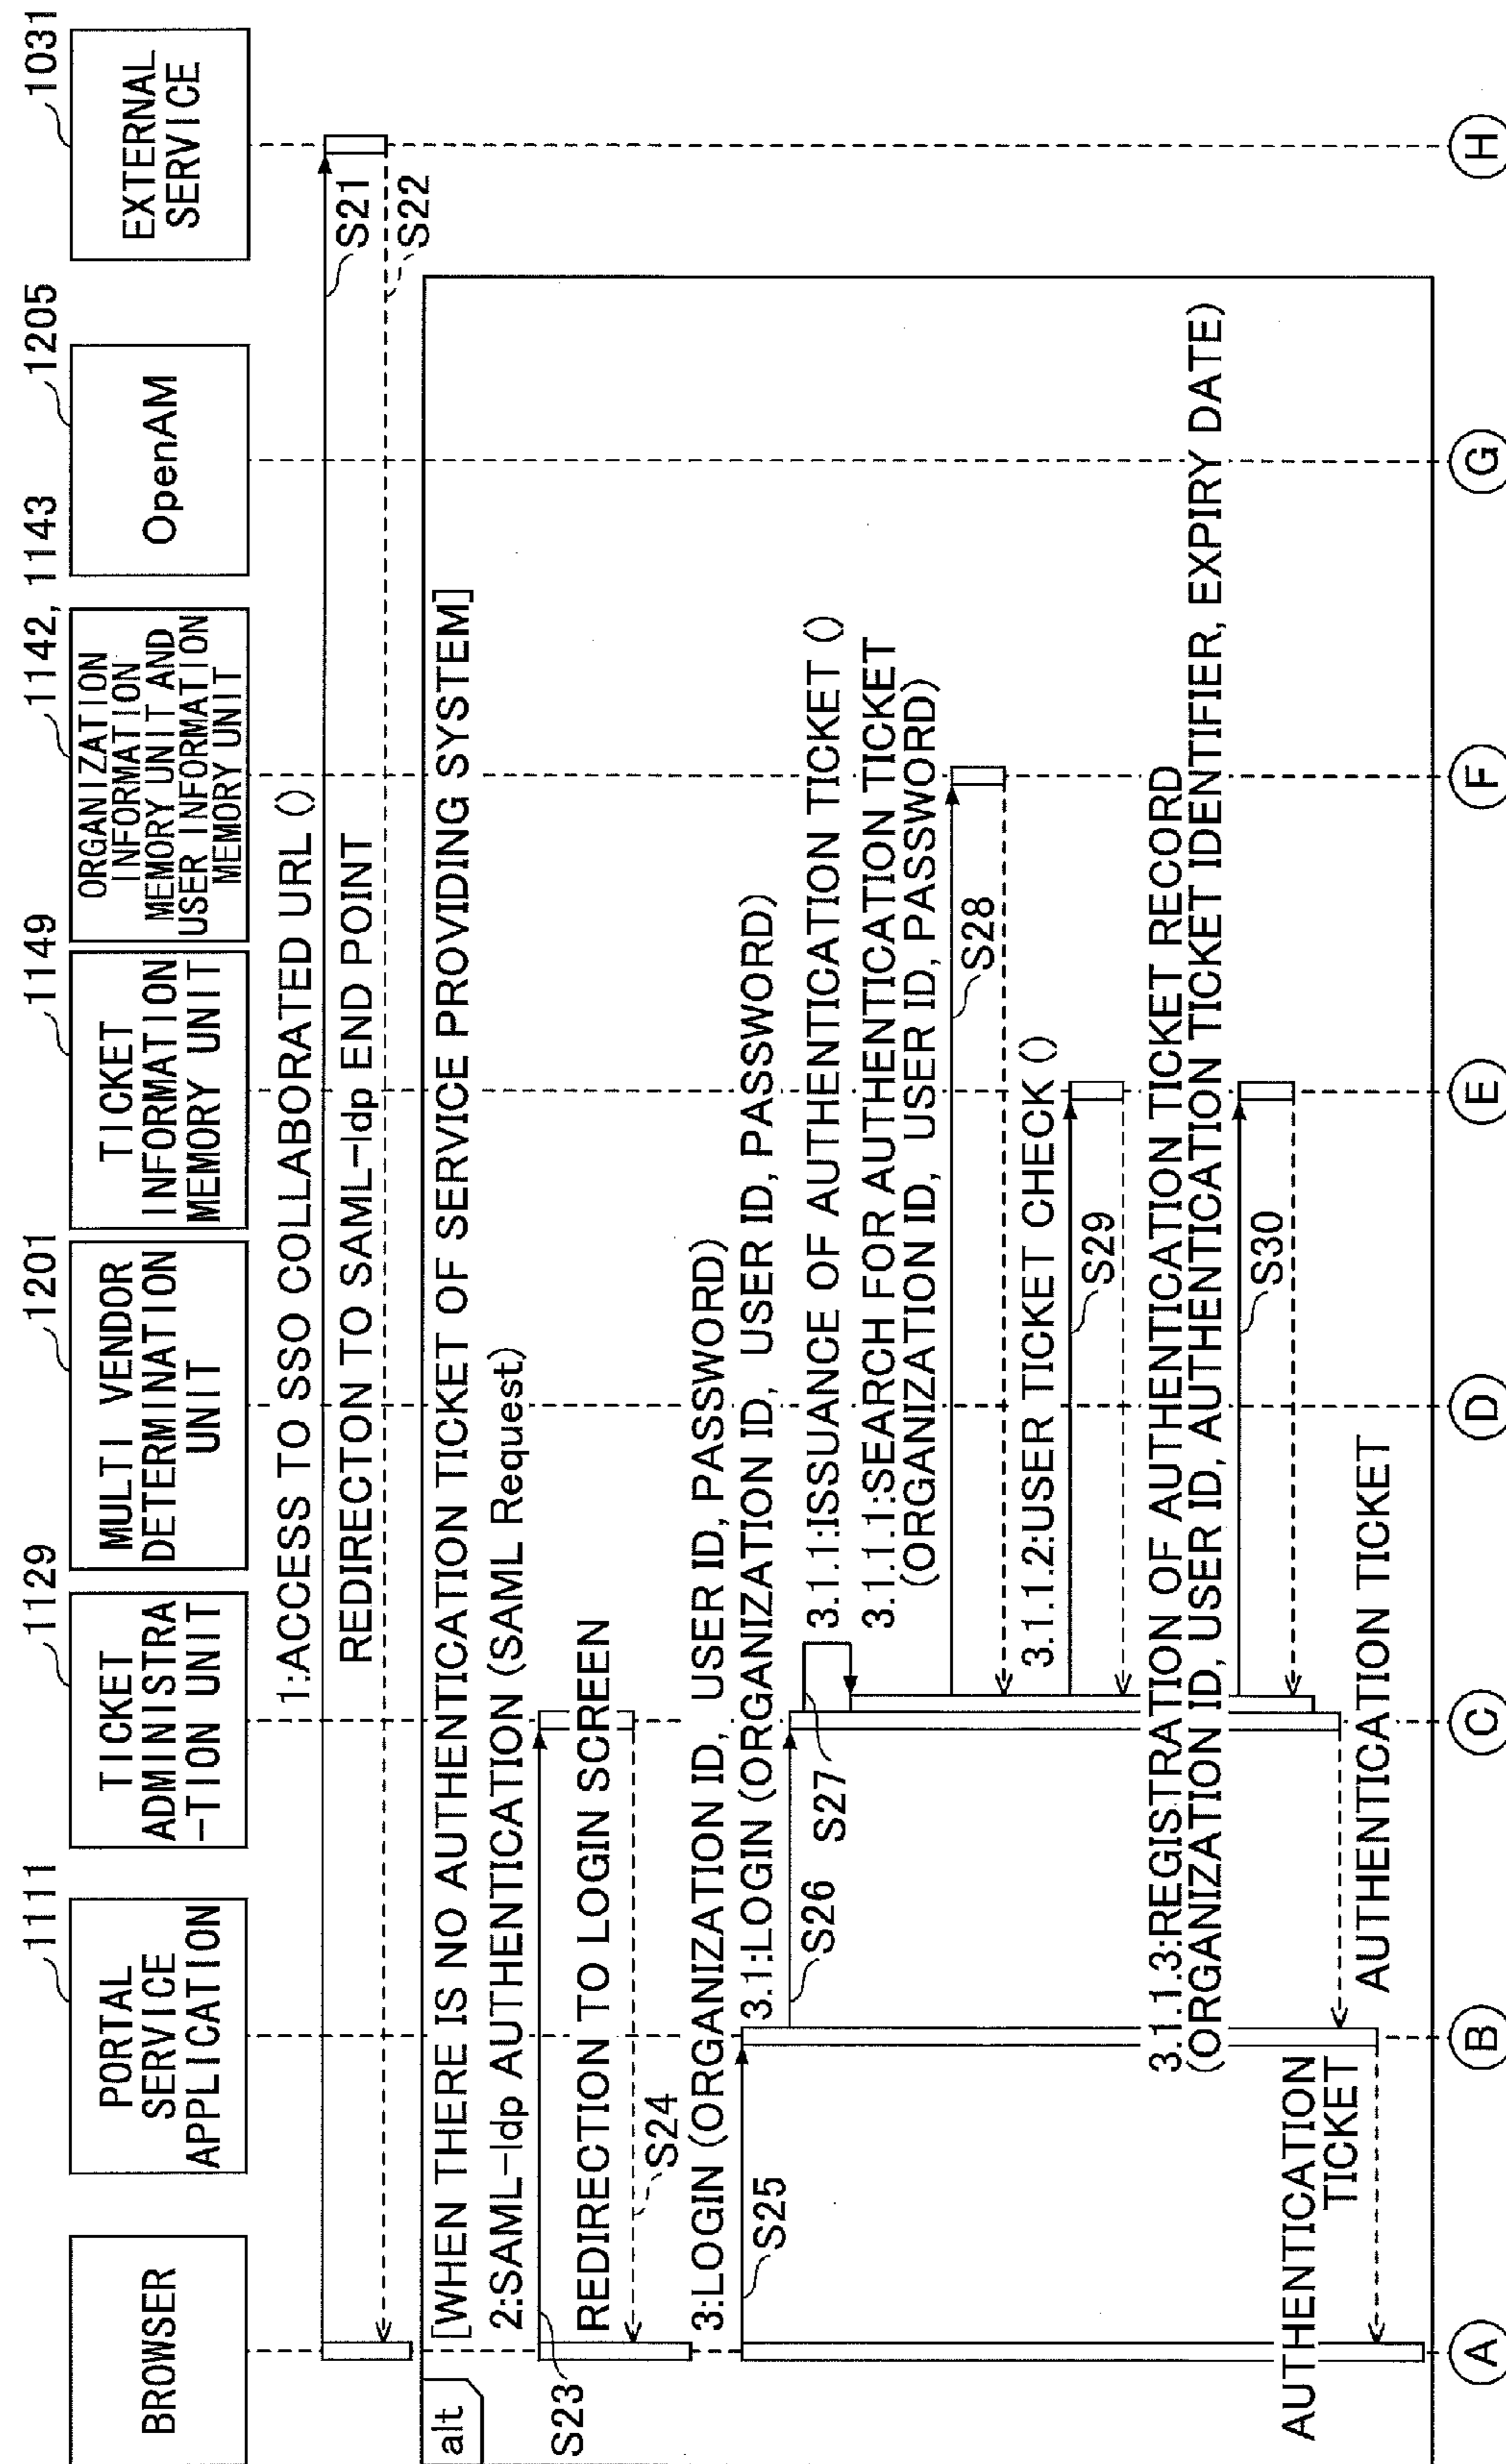 BROWSER
1111
PORTAL
SERVICE
APPLICATION
1129
TICKET
ADMINISTRA
-TION UNIT
1201
MULTI VENDOR
DETERMINATION
UNIT
1149
TICKET
INFORMATION
MEMORY UNIT
1142, 1143
ORGANIZATION
INFORMATION
MEMORY UNIT AND
USER INFORMATION
MEMORY UNIT
1205
OpenAM
1031
EXTERNAL
SERVICE
1:ACCESS TO SSO COLLABORATED URL ()
S21
REDIRECTON TO SAML-Idp END POINT
S22
alt
[WHEN THERE IS NO AUTHENTICATION TICKET OF SERVICE PROVIDING SYSTEM]
2:SAML-Idp AUTHENTICATION (SAML Request)
S23
REDIRECTION TO LOGIN SCREEN
S24
3:LOGIN (ORGANIZATION ID, USER ID, PASSWORD)
S25
3.1:LOGIN (ORGANIZATION ID, USER ID, PASSWORD)
S26
S27
3.1.1:ISSUANCE OF AUTHENTICATION TICKET ()
3.1.1.1:SEARCH FOR AUTHENTICATION TICKET
(ORGANIZATION ID, USER ID, PASSWORD)
S28
3.1.1.2:USER TICKET CHECK ()
S29
3.1.1.3:REGISTRATION OF AUTHENTICATION TICKET RECORD
(ORGANIZATION ID, USER ID, AUTHENTICATION TICKET IDENTIFIER, EXPIRY DATE)
S30
AUTHENTICATION TICKET
AUTHENTICATION
TICKET
A
B
C
D
E
F
G
H